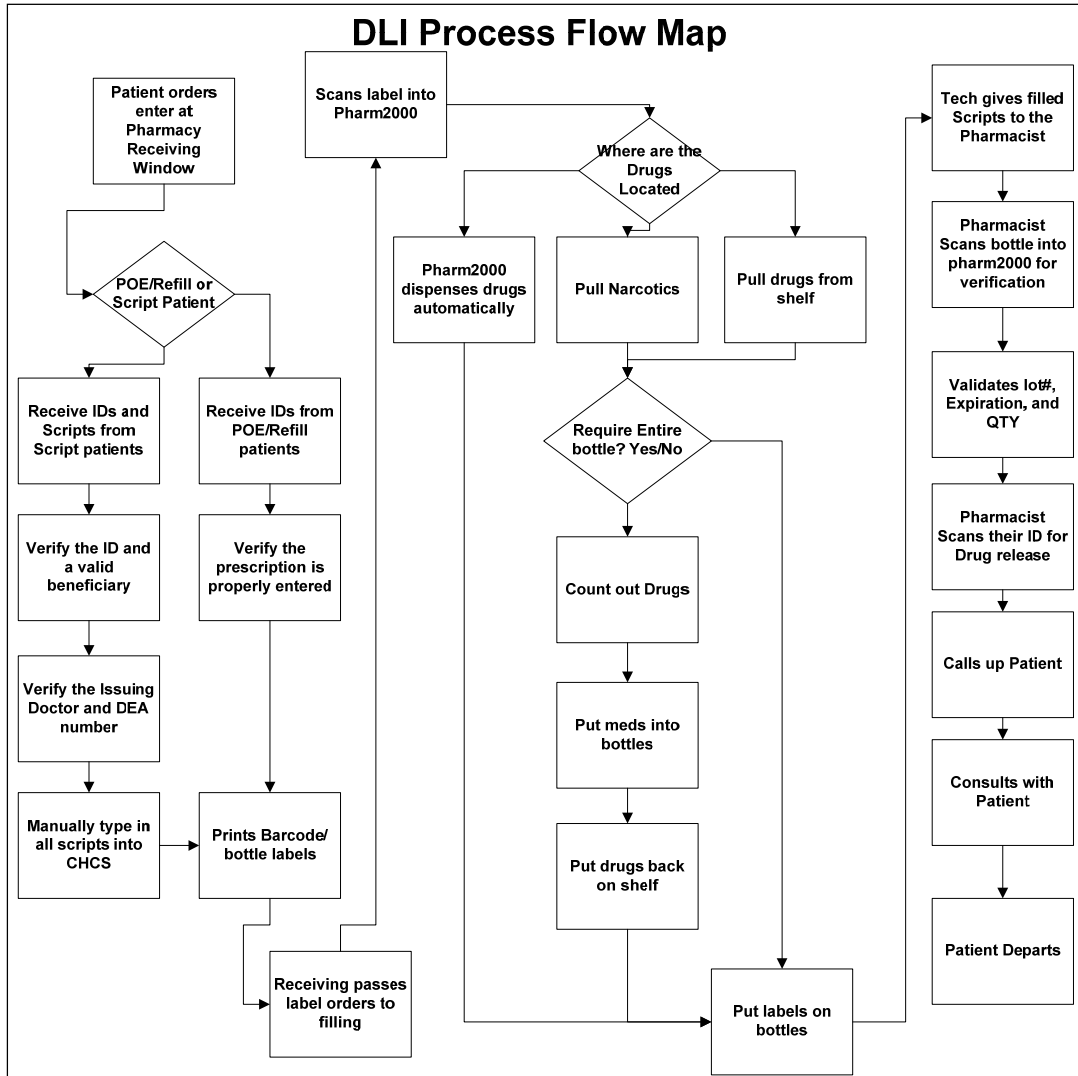 DLI Process Flow Map
Patient orders
enter at
Pharmacy
Receiving
Window
POE/Refill or
Script Patient
Receive IDs and
Scripts from
Script patients
Receive IDs from
POE/Refill
patients
Verify the ID and
a valid
beneficiary
Verify the
prescription is
properly entered
Verify the Issuing
Doctor and DEA
number
Manually type in
all scripts into
CHCS
Prints Barcode/
bottle labels
Receiving passes
label orders to
filling
Scans label into
Pharm2000
Where are the
Drugs
Located
Pharm2000
dispenses drugs
automatically
Pull Narcotics
Pull drugs from
shelf
Require Entire
bottle? Yes/No
Count out Drugs
Put meds into
bottles
Put drugs back
on shelf
Put labels on
bottles
Tech gives filled
Scripts to the
Pharmacist
Pharmacist
Scans bottle into
pharm2000 for
verification
Validates lot#,
Expiration, and
QTY
Pharmacist
Scans their ID for
Drug release
Calls up Patient
Consults with
Patient
Patient Departs